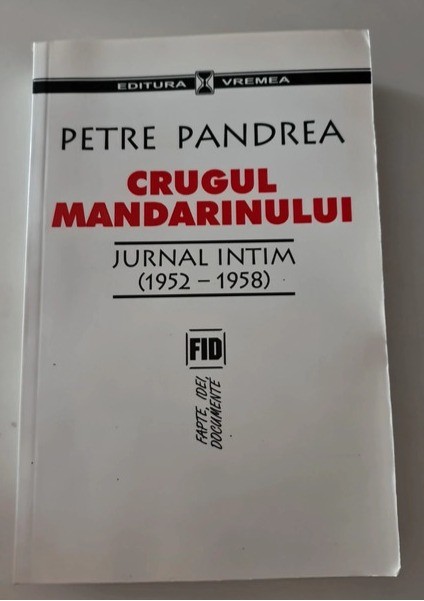 EDITURA VREMEA
PETRE PANDREA
CRUGUL
MANDARINULUI
JURNAL INTIM
(1952 – 1958)
FID
FAPTE, IDEI,
DOCUMENTE